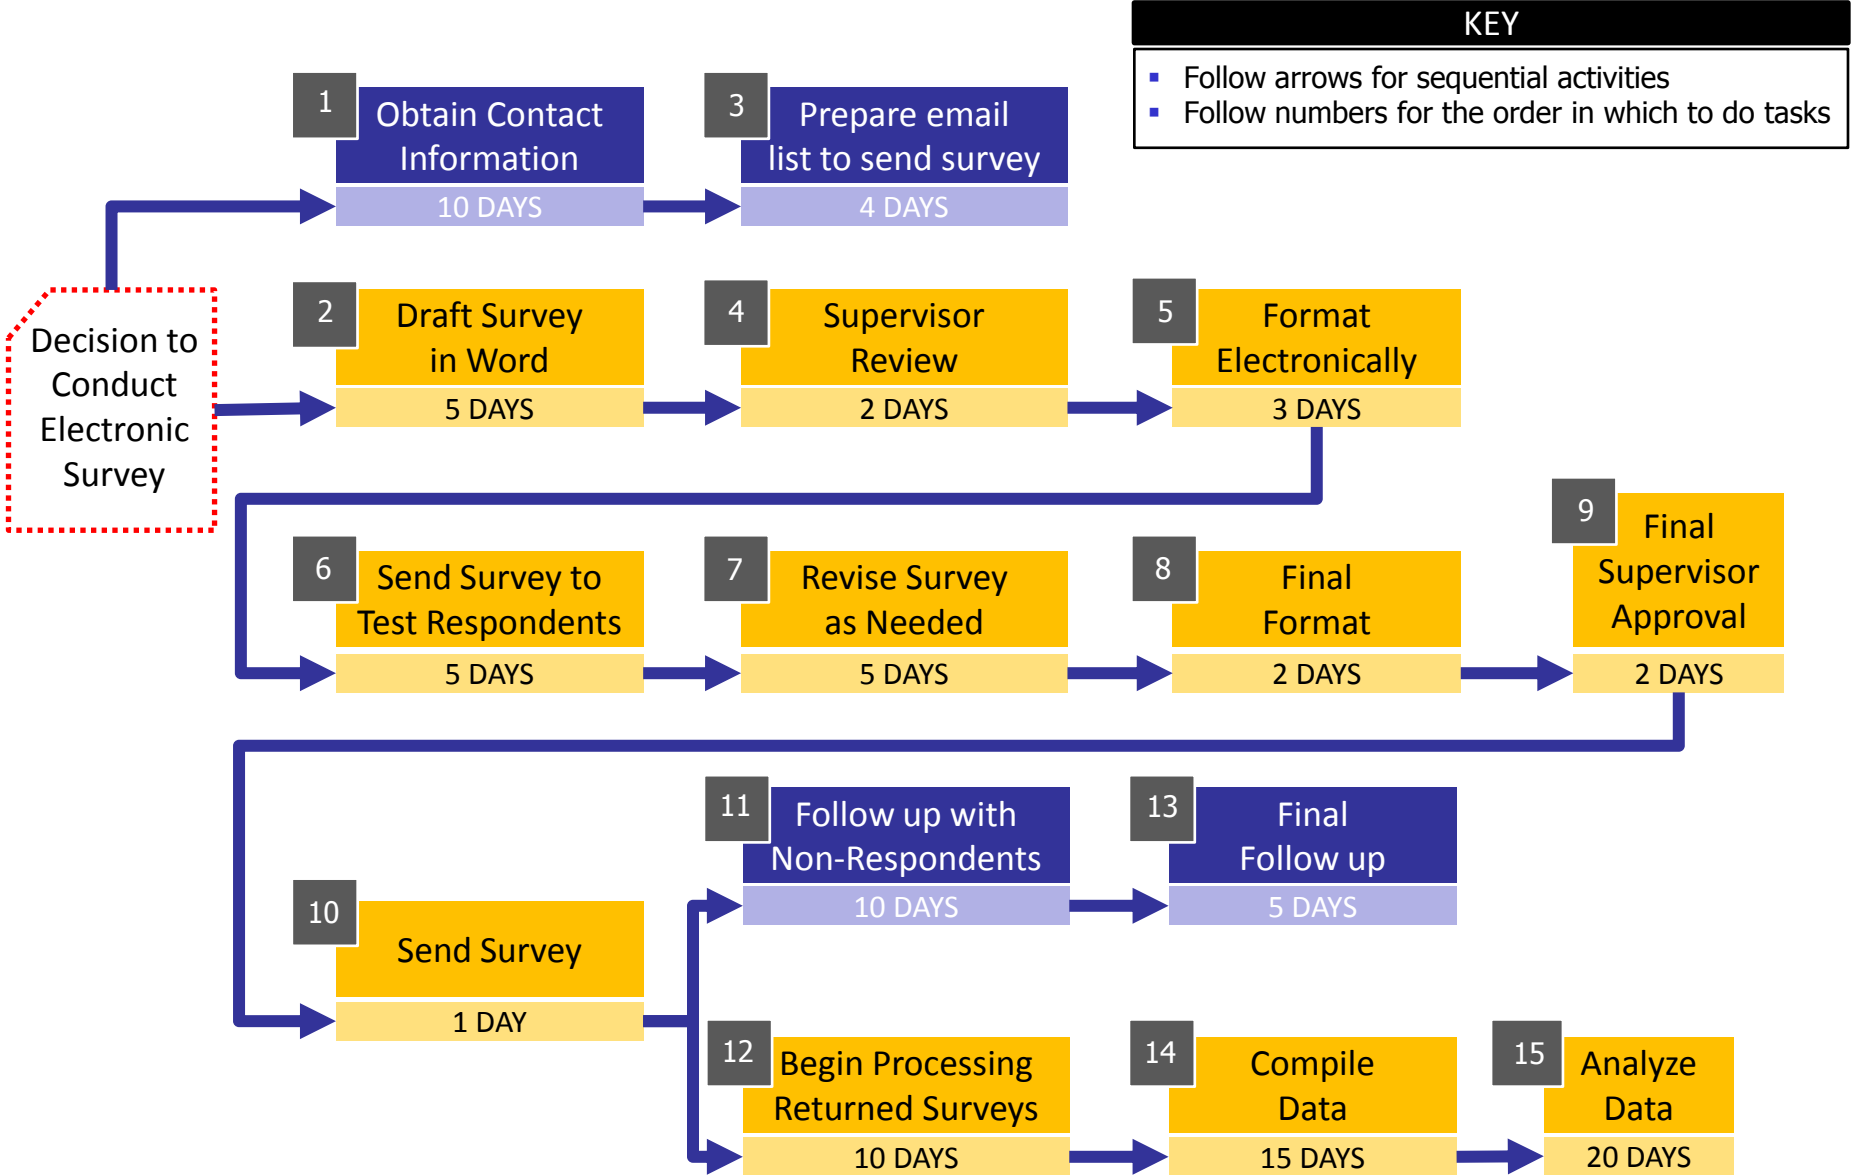 KEY
Follow arrows for sequential activities
Follow numbers for the order in which to do tasks
1
Obtain Contact
Information
10 DAYS
3
Prepare email
list to send survey
4 DAYS
Decision to
Conduct
Electronic
Survey
2
Draft Survey
in Word
5 DAYS
4
Supervisor
Review
2 DAYS
5
Format
Electronically
3 DAYS
6
Send Survey to
Test Respondents
5 DAYS
7
Revise Survey
as Needed
5 DAYS
8
Final
Format
2 DAYS
9
Final
Supervisor
Approval
2 DAYS
10
Send Survey
1 DAY
11
Follow up with
Non-Respondents
10 DAYS
13
Final
Follow up
5 DAYS
12
Begin Processing
Returned Surveys
10 DAYS
14
Compile
Data
15 DAYS
15
Analyze
Data
20 DAYS